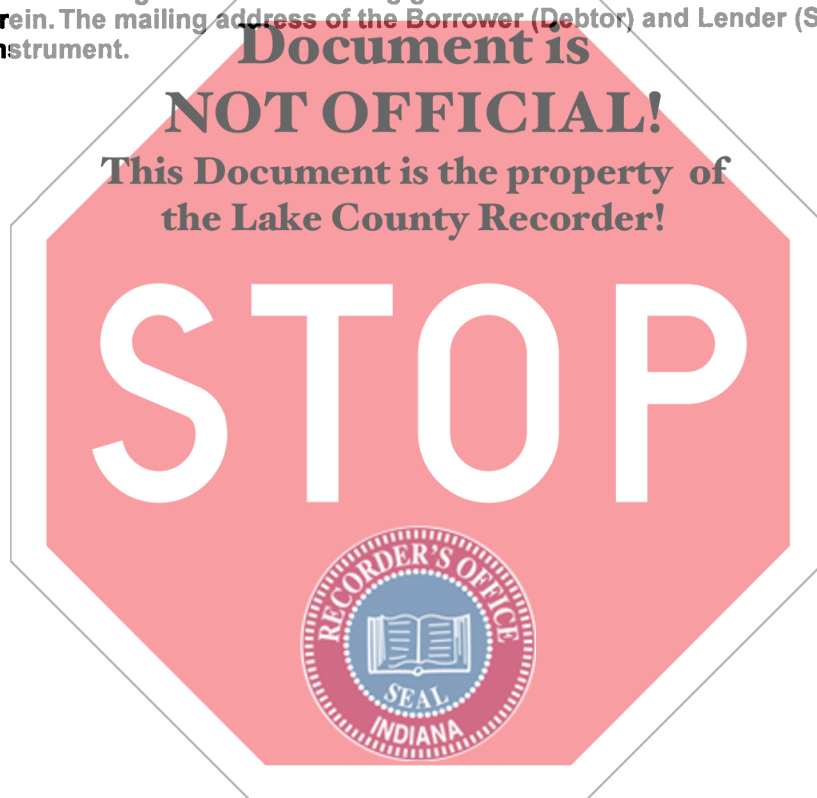 rein. The mailing address of the Borrower (Debtor) and Lender (S
nstrument.
Document is
NOT OFFICIAL!
This Document is the property of
the Lake County Recorder!
STOP
RECORDER'S OFFICE
SEAL
INDIANA